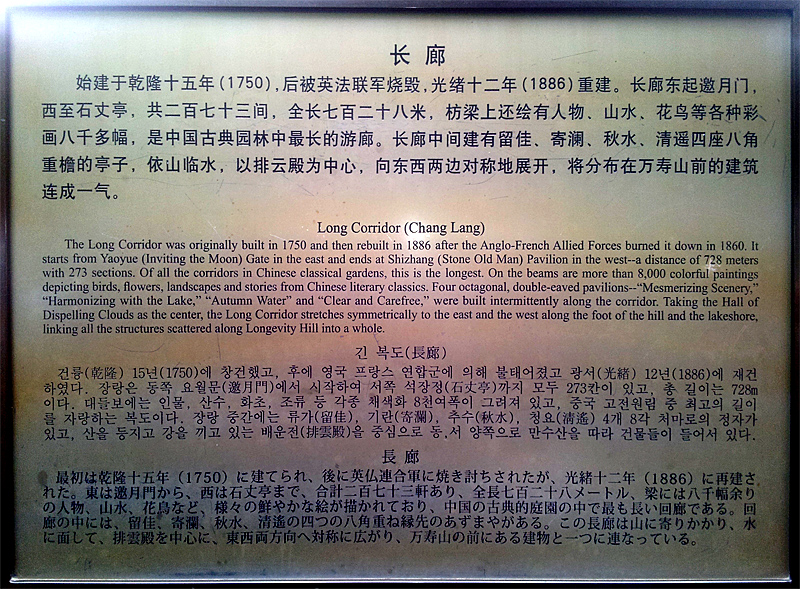 长 廊
始建于乾隆十五年(1750),后被英法联军烧毁,光绪十二年(1886)重建。长廊东起邀月门,
西至石丈亭，共二百七十三间，全长七百二十八米，枋梁上还绘有人物、山水、花鸟等各种彩
画八千多幅，是中国古典园林中最长的游廊。长廊中间建有留佳、寄澜、秋水、清遥四座八角
重檐的亭子，依山临水，以排云殿为中心，向东西两边对称地展开，将分布在万寿山前的建筑
连成一气。
Long Corridor (Chang Lang)
The Long Corridor was originally built in 1750 and then rebuilt in 1886 after the Anglo-French Allied Forces burned it down in 1860. It
starts from Yaoyue (Inviting the Moon) Gate in the east and ends at Shizhang (Stone Old Man) Pavilion in the west--a distance of 728 meters
with 273 sections. Of all the corridors in Chinese classical gardens, this is the longest. On the beams are more than 8,000 colorful paintings
depicting birds, flowers, landscapes and stories from Chinese literary classics. Four octagonal, double-eaved pavilions--“Mesmerizing Scenery,”
“Harmonizing with the Lake,” “Autumn Water” and “Clear and Carefree,” were built intermittently along the corridor. Taking the Hall of
Dispelling Clouds as the center, the Long Corridor stretches symmetrically to the east and the west along the foot of the hill and the lakeshore,
linking all the structures scattered along Longevity Hill into a whole.
긴 복도(長廊)
건륭(乾隆) 15년(1750)에 창건했고, 후에 영국 프랑스 연합군에 의해 불태어졌고 광서(光緒) 12년(1886)에 재건
하였다. 장랑은 동쪽 요월문(邀月門)에서 시작하여 서쪽 석장정(石丈亭)까지 모두 273칸이 있고, 총 길이는 728m
이다. 대들보에는 인물, 산수, 화초, 조류 등 각종 채색화 8천여폭이 그려져 있고, 중국 고전원림 중 최고의 길이
를 자랑하는 복도이다. 장랑 중간에는 류가(留佳), 기란(寄瀾), 추수(秋水), 청요(淸遙) 4개 8각 처마로의 정자가
있고, 산을 등지고 강을 끼고 있는 배운전(排雲殿)을 중심으로 동,서 양쪽으로 만수산을 따라 건물들이 들어서 있다.
長 廊
最初は乾隆十五年（1750）に建てられ、後に英仏連合軍に焼き討ちされたが、光緒十二年（1886）に再建さ
れた。東は邀月門から、西は石丈亭まで、合計二百七十三軒あり、全長七百二十八メートル、梁には八千幅余り
の人物、山水、花鳥など、様々の鮮やかな絵が描かれており、中国の古典的庭園の中で最も長い回廊である。回
廊の中には、留佳、寄瀾、秋水、清遙の四つの八角重ね縁先のあずまやがある。この長廊は山に寄りかかり、水
に面して、排雲殿を中心に、東西両方向へ対称に広がり、万寿山の前にある建物と一つに連なっている。